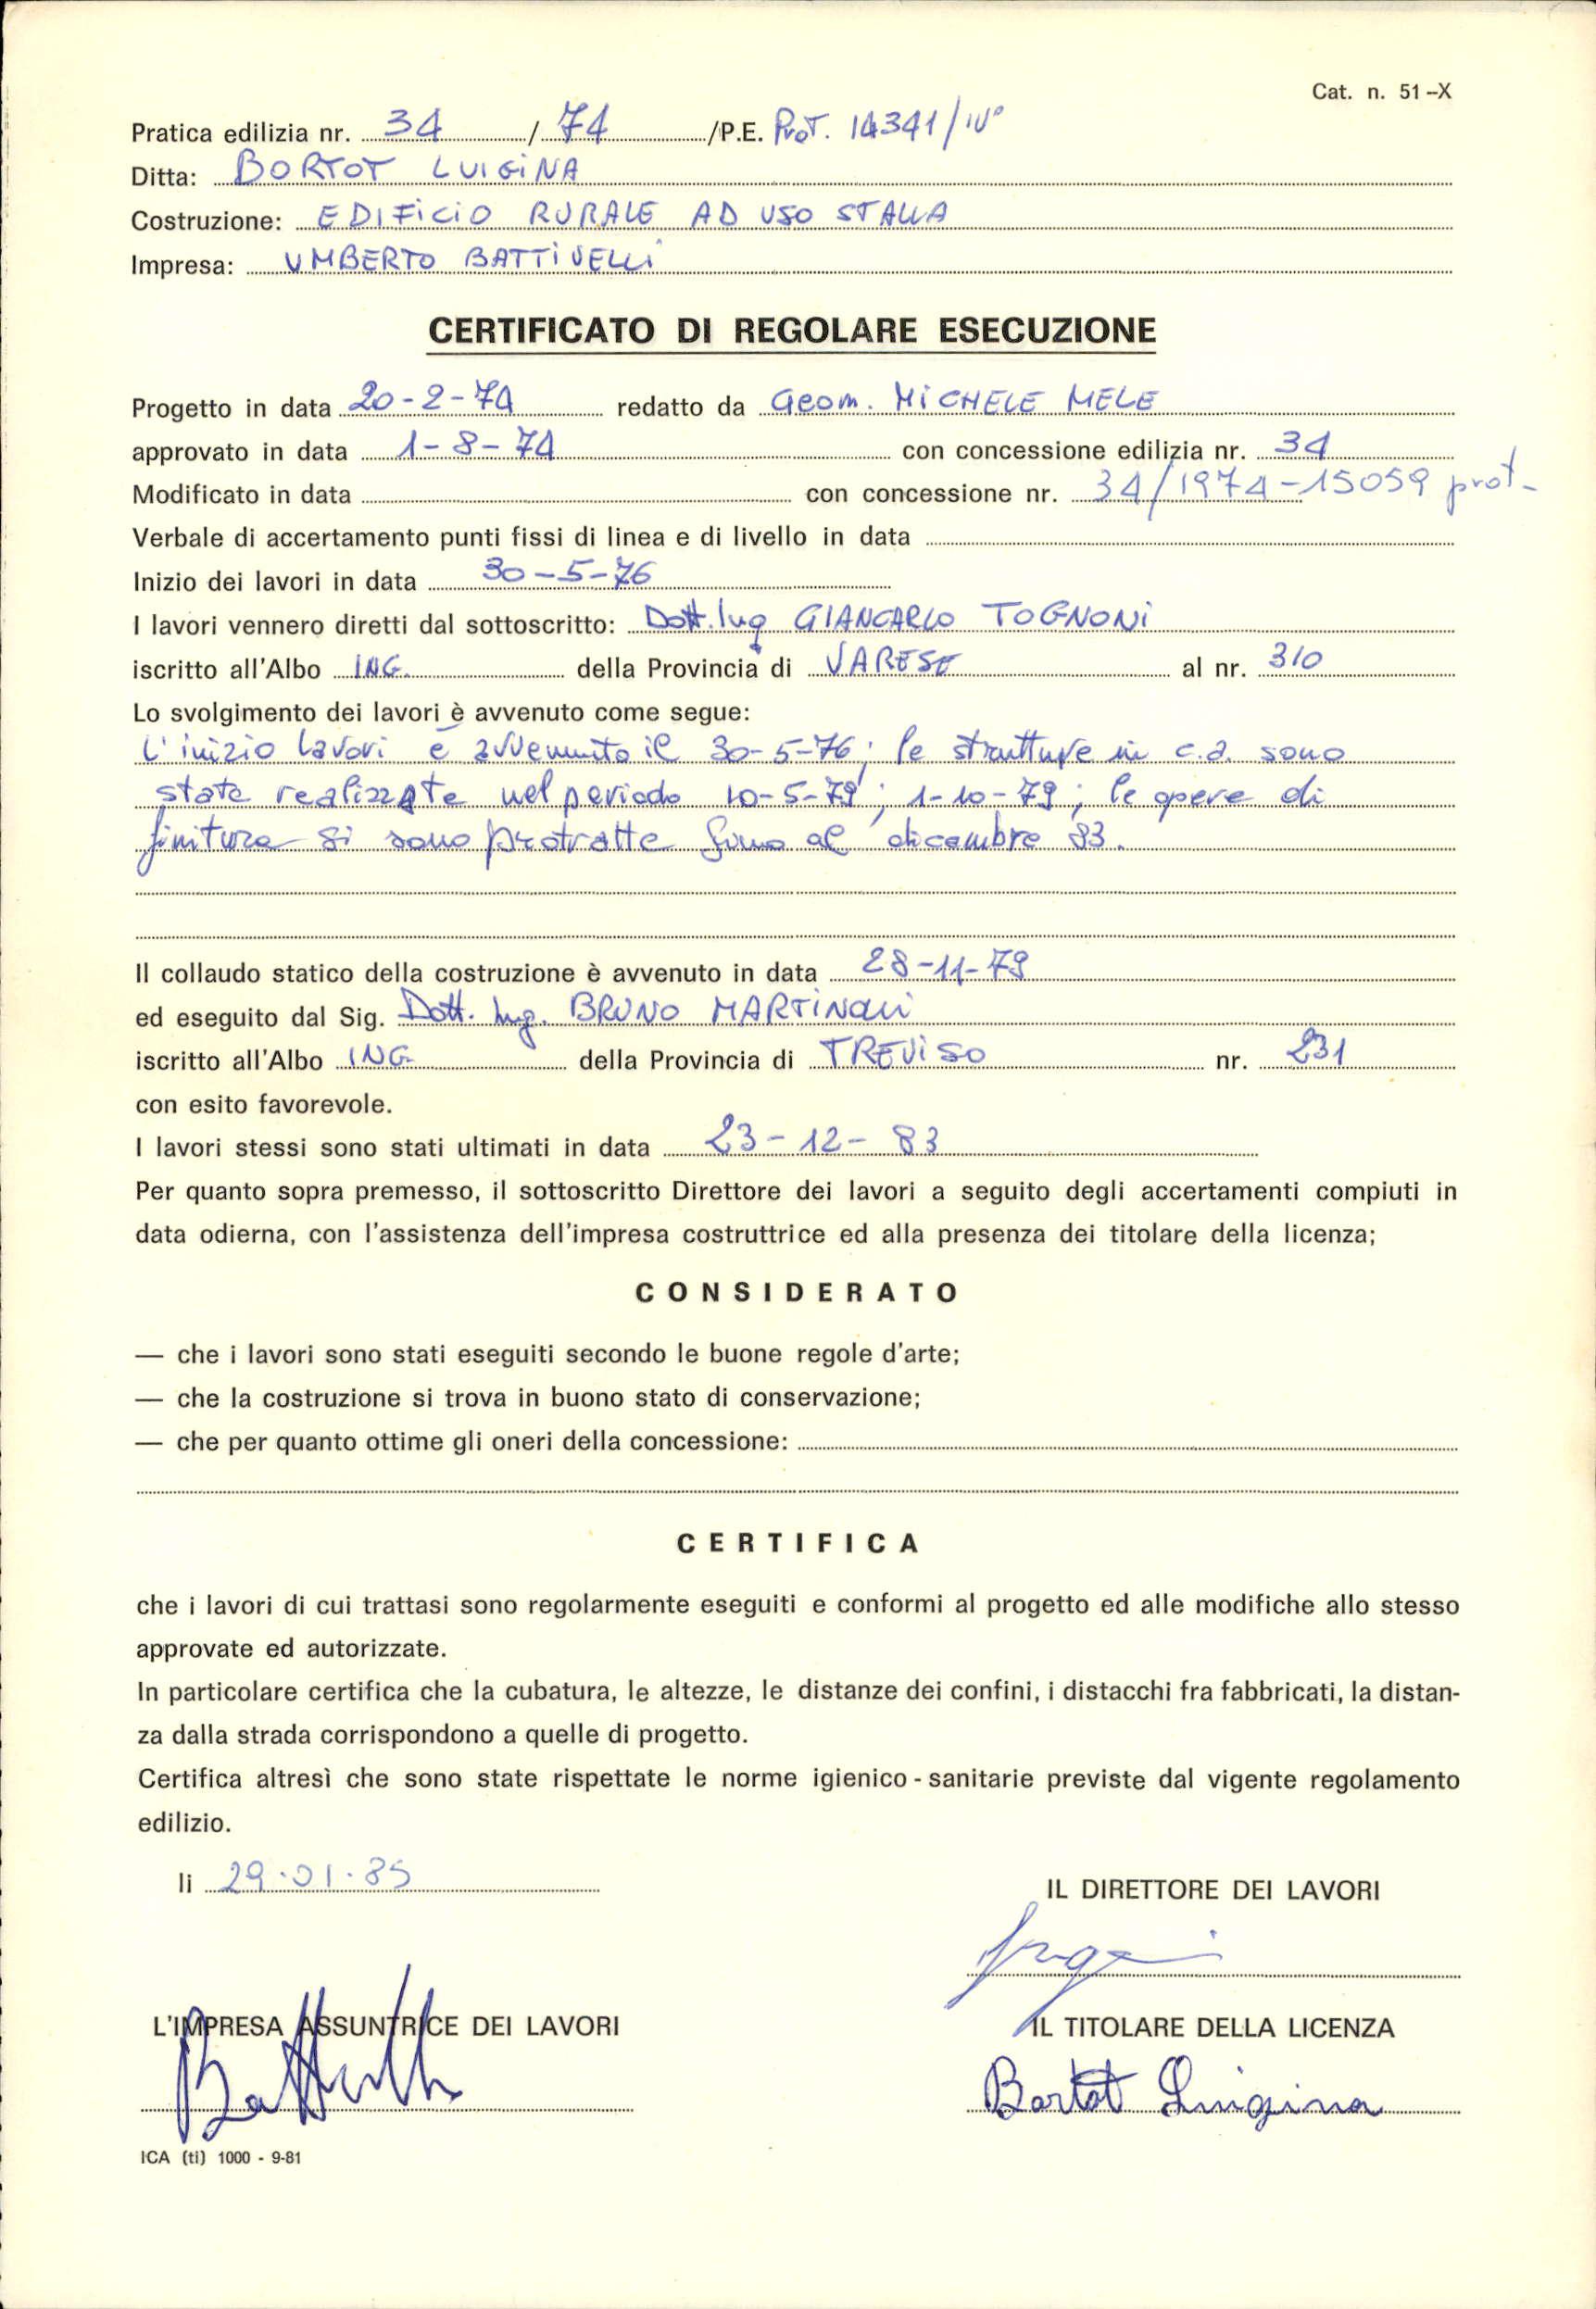 Cat. n. 51-X
Pratica edilizia nr. 34 / 74 /P.E. Prot. 14341/IV°
Ditta: BORTOT LUIGINA
Costruzione: EDIFICIO RURALE AD USO STALLA
Impresa: UMBERTO BATTIVELLI
CERTIFICATO DI REGOLARE ESECUZIONE
Progetto in data 20-2-74 redatto da Geom. MICHELE MELE
approvato in data 1-8-74 con concessione edilizia nr. 34
Modificato in data con concessione nr. 34/1974-15059 prot.
Verbale di accertamento punti fissi di linea e di livello in data
Inizio dei lavori in data 30-5-76
I lavori vennero diretti dal sottoscritto: Dott. Ing GIANCARLO TOGNONI
iscritto all'Albo ING. della Provincia di VARESE al nr. 310
Lo svolgimento dei lavori è avvenuto come segue:
L'inizio lavori è avvenuto il 30-5-76; le strutture in c.a. sono
state realizzate nel periodo 10-5-79; 1-10-79; le opere di
finitura si sono protratte fino al dicembre 83.
Il collaudo statico della costruzione è avvenuto in data 28-11-79
ed eseguito dal Sig. Dott. Ing. BRUNO MARTINOLLI
iscritto all'Albo ING. della Provincia di TREVISO nr. 231
con esito favorevole.
I lavori stessi sono stati ultimati in data 23-12-83
Per quanto sopra premesso, il sottoscritto Direttore dei lavori a seguito degli accertamenti compiuti in
data odierna, con l'assistenza dell'impresa costruttrice ed alla presenza dei titolare della licenza;
CONSIDERATO
— che i lavori sono stati eseguiti secondo le buone regole d'arte;
— che la costruzione si trova in buono stato di conservazione;
— che per quanto ottime gli oneri della concessione:
CERTIFICA
che i lavori di cui trattasi sono regolarmente eseguiti e conformi al progetto ed alle modifiche allo stesso
approvate ed autorizzate.
In particolare certifica che la cubatura, le altezze, le distanze dei confini, i distacchi fra fabbricati, la distan-
za dalla strada corrispondono a quelle di progetto.
Certifica altresì che sono state rispettate le norme igienico-sanitarie previste dal vigente regolamento
edilizio.
li 29.01.85
IL DIRETTORE DEI LAVORI
L'IMPRESA ASSUNTRICE DEI LAVORI
IL TITOLARE DELLA LICENZA
Bortot Luigina
ICA (ti) 1000 - 9-81